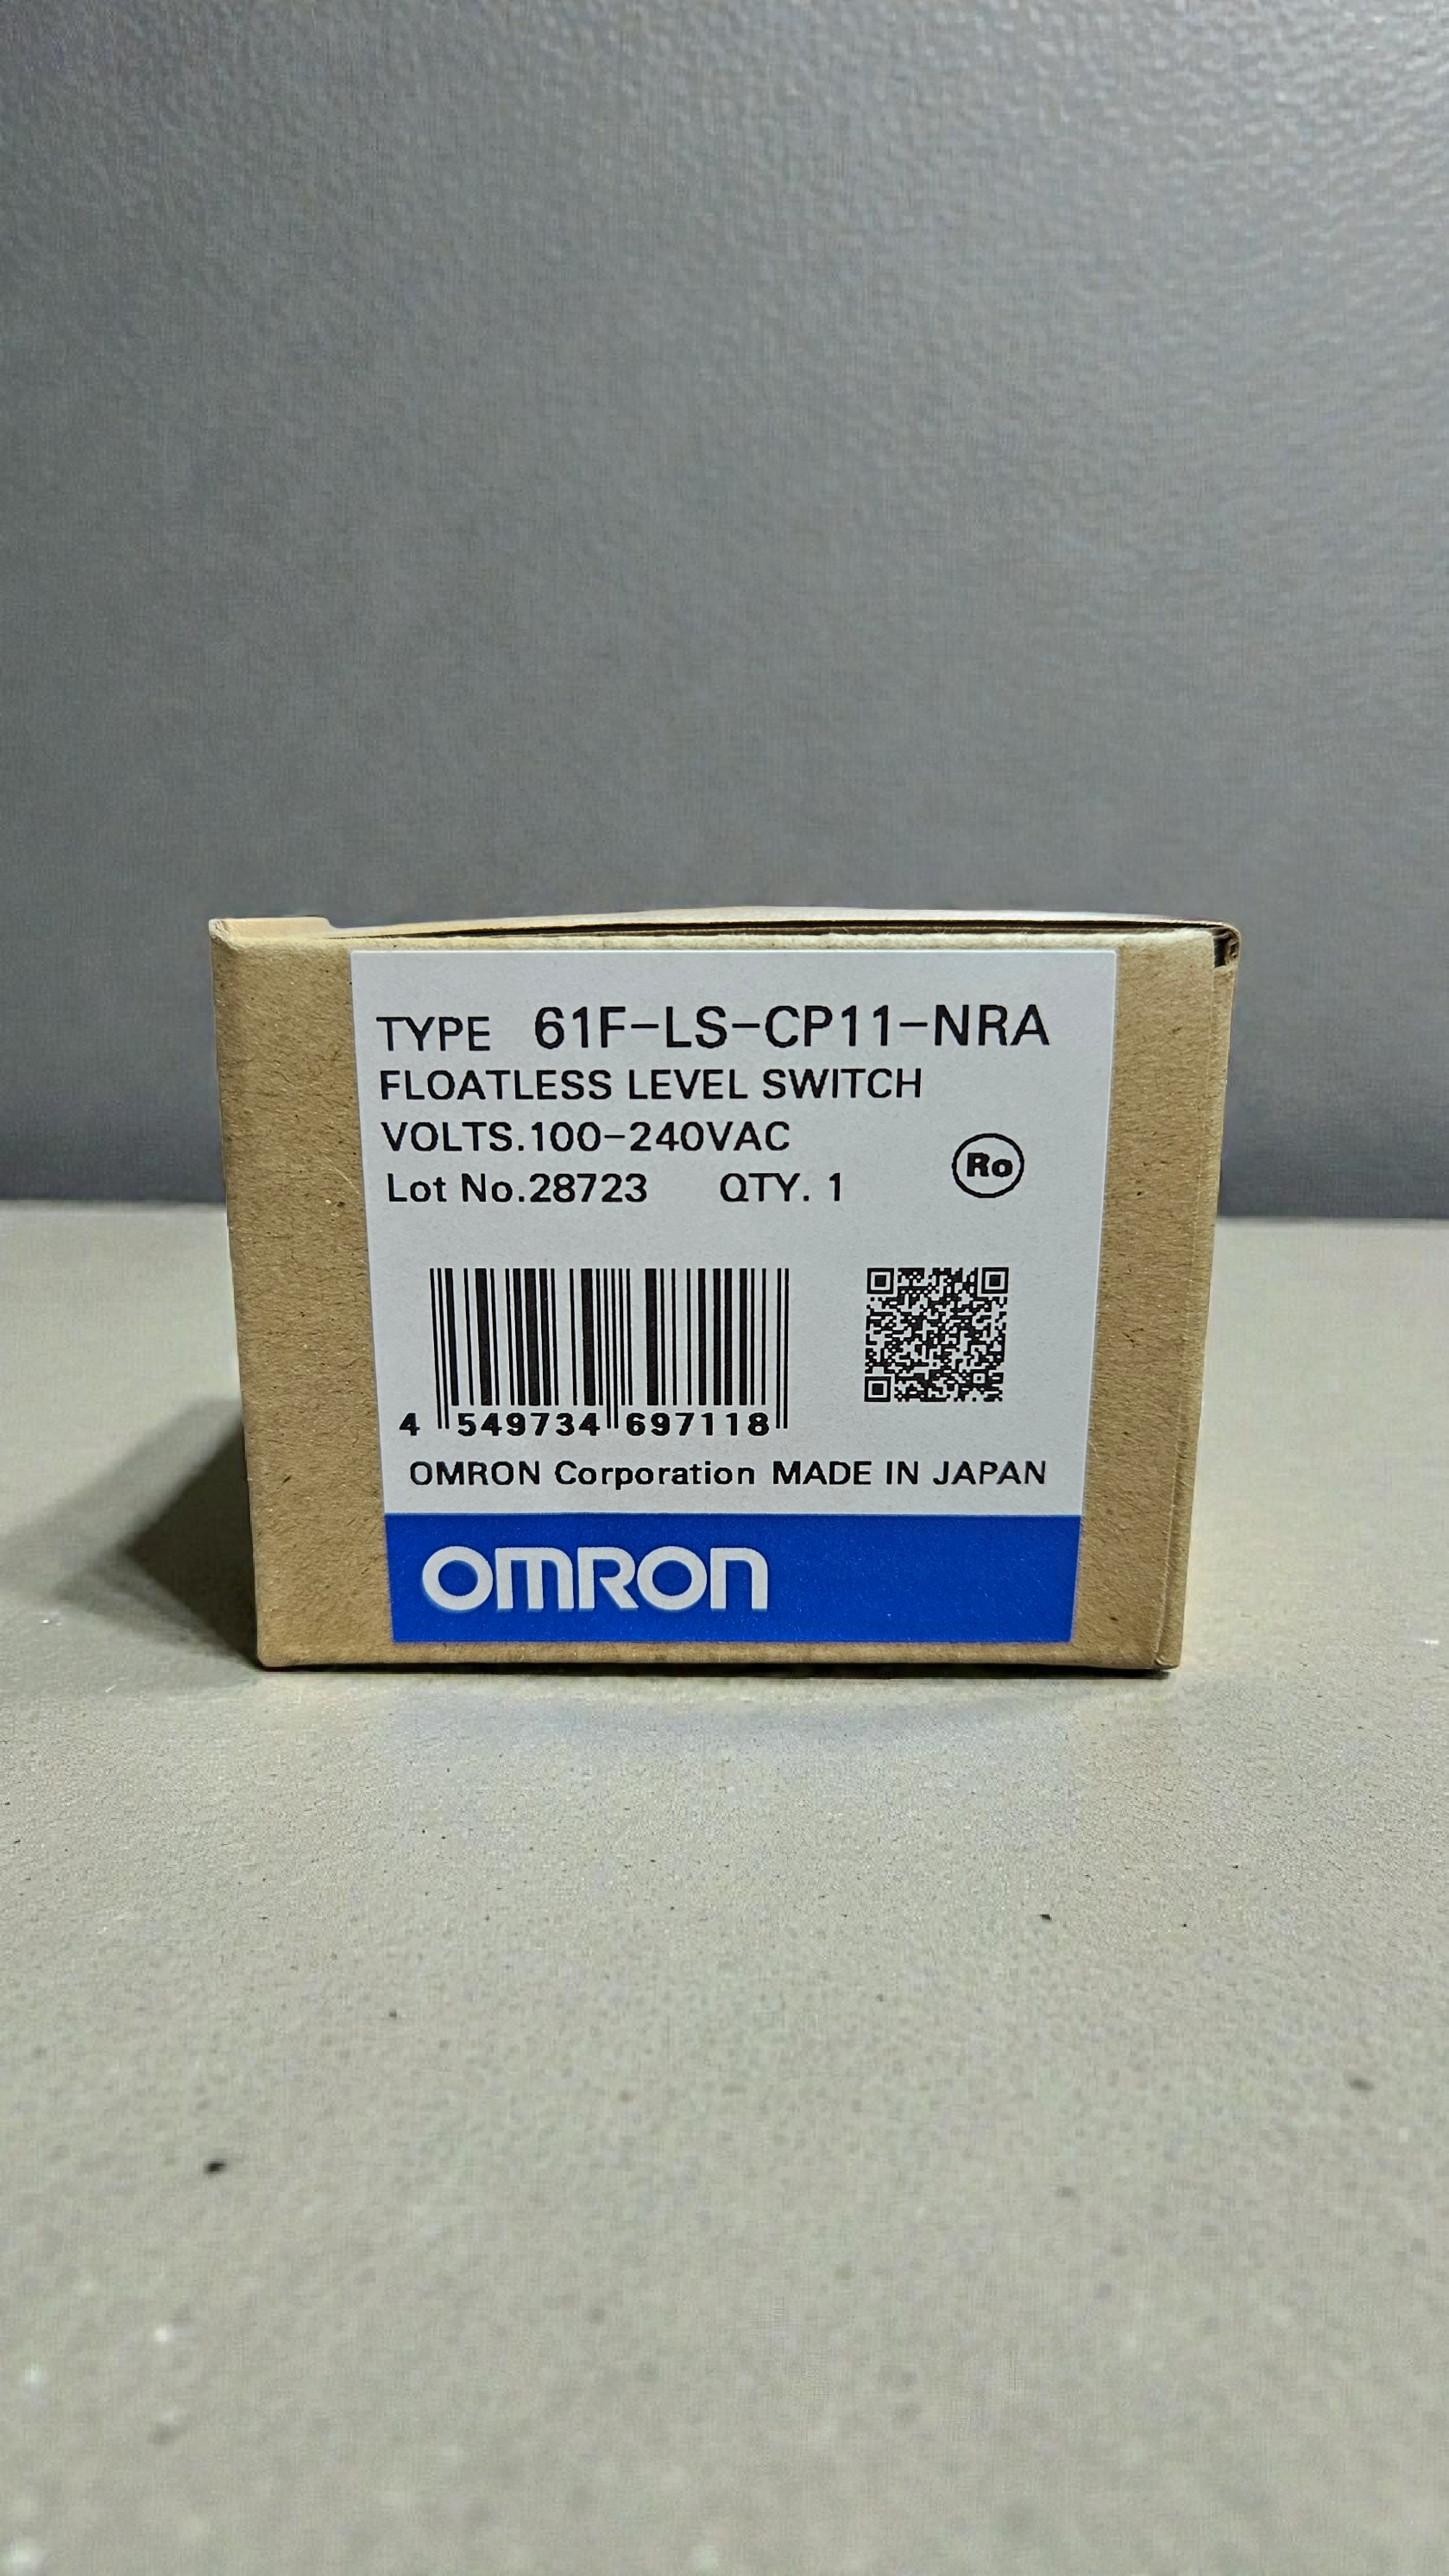 TYPE 61F-LS-CP11-NRA
FLOATLESS LEVEL SWITCH
VOLTS.100-240VAC
Lot No.28723 QTY. 1
Ro
4 549734 697118
OMRON Corporation MADE IN JAPAN
OMRON